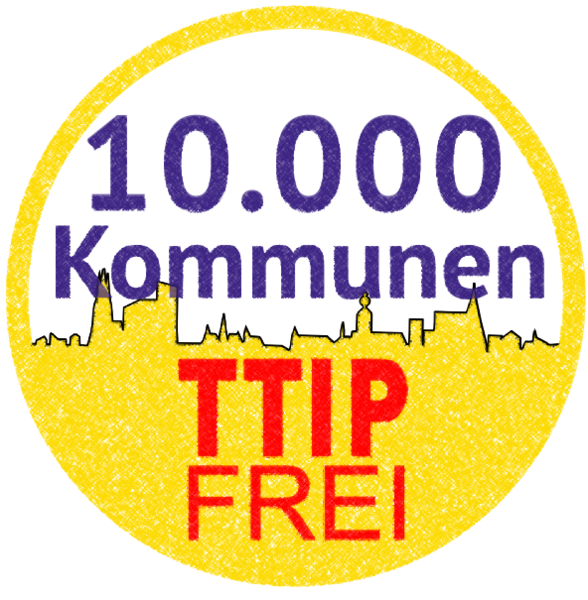 10.000
Kommunen
TTIP
FREI